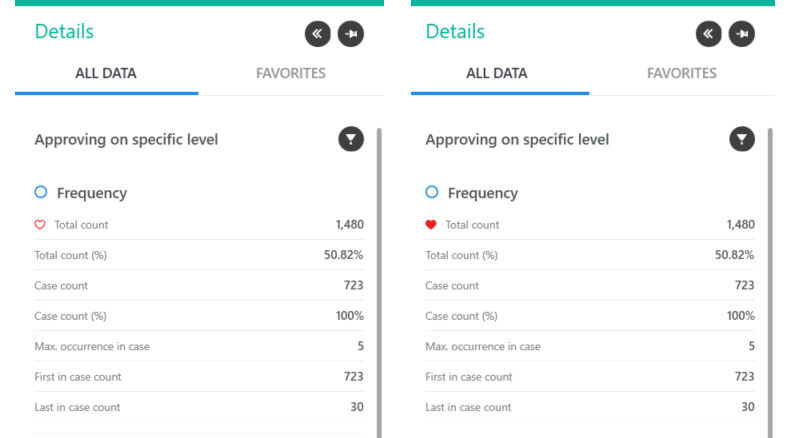 Details
ALL DATA FAVORITES
Approving on specific level
Frequency
Total count 1,480
Total count (%) 50.82%
Case count 723
Case count (%) 100%
Max. occurrence in case 5
First in case count 723
Last in case count 30
Details
ALL DATA FAVORITES
Approving on specific level
Frequency
Total count 1,480
Total count (%) 50.82%
Case count 723
Case count (%) 100%
Max. occurrence in case 5
First in case count 723
Last in case count 30